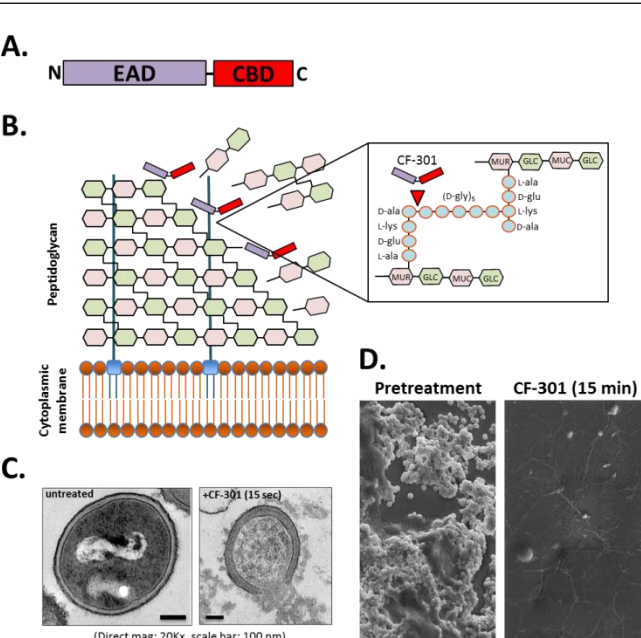 A.
N EAD CBD C
B.
Peptidoglycan
Cytoplasmic
membrane
CF-301
MUR GLC MUC GLC
L-ala
D-glu
L-lys
D-ala
(D-gly)5
D-ala
L-lys
D-glu
L-ala
MUR GLC MUC GLC
C.
untreated
+CF-301 (15 sec)
(Direct mag: 20Kx, scale bar: 100 nm)
D.
Pretreatment
CF-301 (15 min)